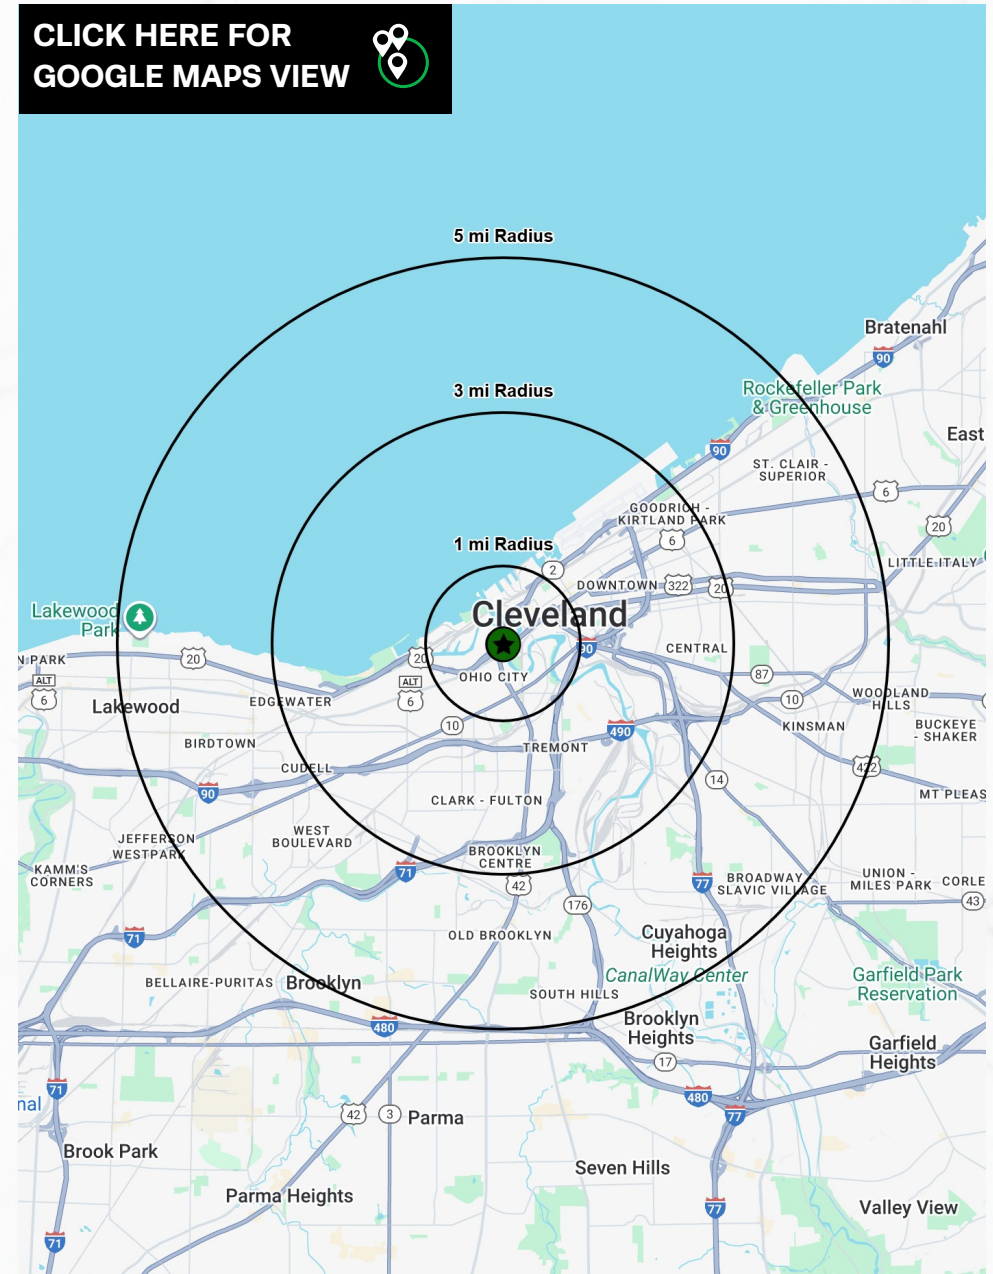 CLICK HERE FOR
GOOGLE MAPS VIEW
5 mi Radius
Bratenahl
90
3 mi Radius
Rockefeller Park
& Greenhouse
East
90
ST. CLAIR -
SUPERIOR
6
GOODRICH -
KIRTLAND PARK
20
6
1 mi Radius
LITTLE ITALY
2
DOWNTOWN
322
20
Cleveland
Lakewood
Park
90
CENTRAL
N PARK
20
20
OHIO CITY
87
ALT
6
ALT
6
EDGEWATER
10
WOODLAND
HILLS
Lakewood
10
KINSMAN
BUCKEYE
- SHAKER
490
BIRDTOWN
TREMONT
CUDELL
422
14
90
MT PLEAS
CLARK - FULTON
JEFFERSON
WESTPARK
WEST
BOULEVARD
BROOKLYN
CENTRE
KAMM'S
CORNERS
71
42
77
BROADWAY
SLAVIC VILLAGE
UNION -
MILES PARK
CORLE
43
176
71
OLD BROOKLYN
Cuyahoga
Heights
CanalWay Center
Garfield Park
Reservation
BELLAIRE-PURITAS
Brooklyn
SOUTH HILLS
480
Brooklyn
Heights
Garfield
Heights
17
71
480
nal
42
3
Parma
77
Brook Park
Seven Hills
Parma Heights
77
Valley View
71